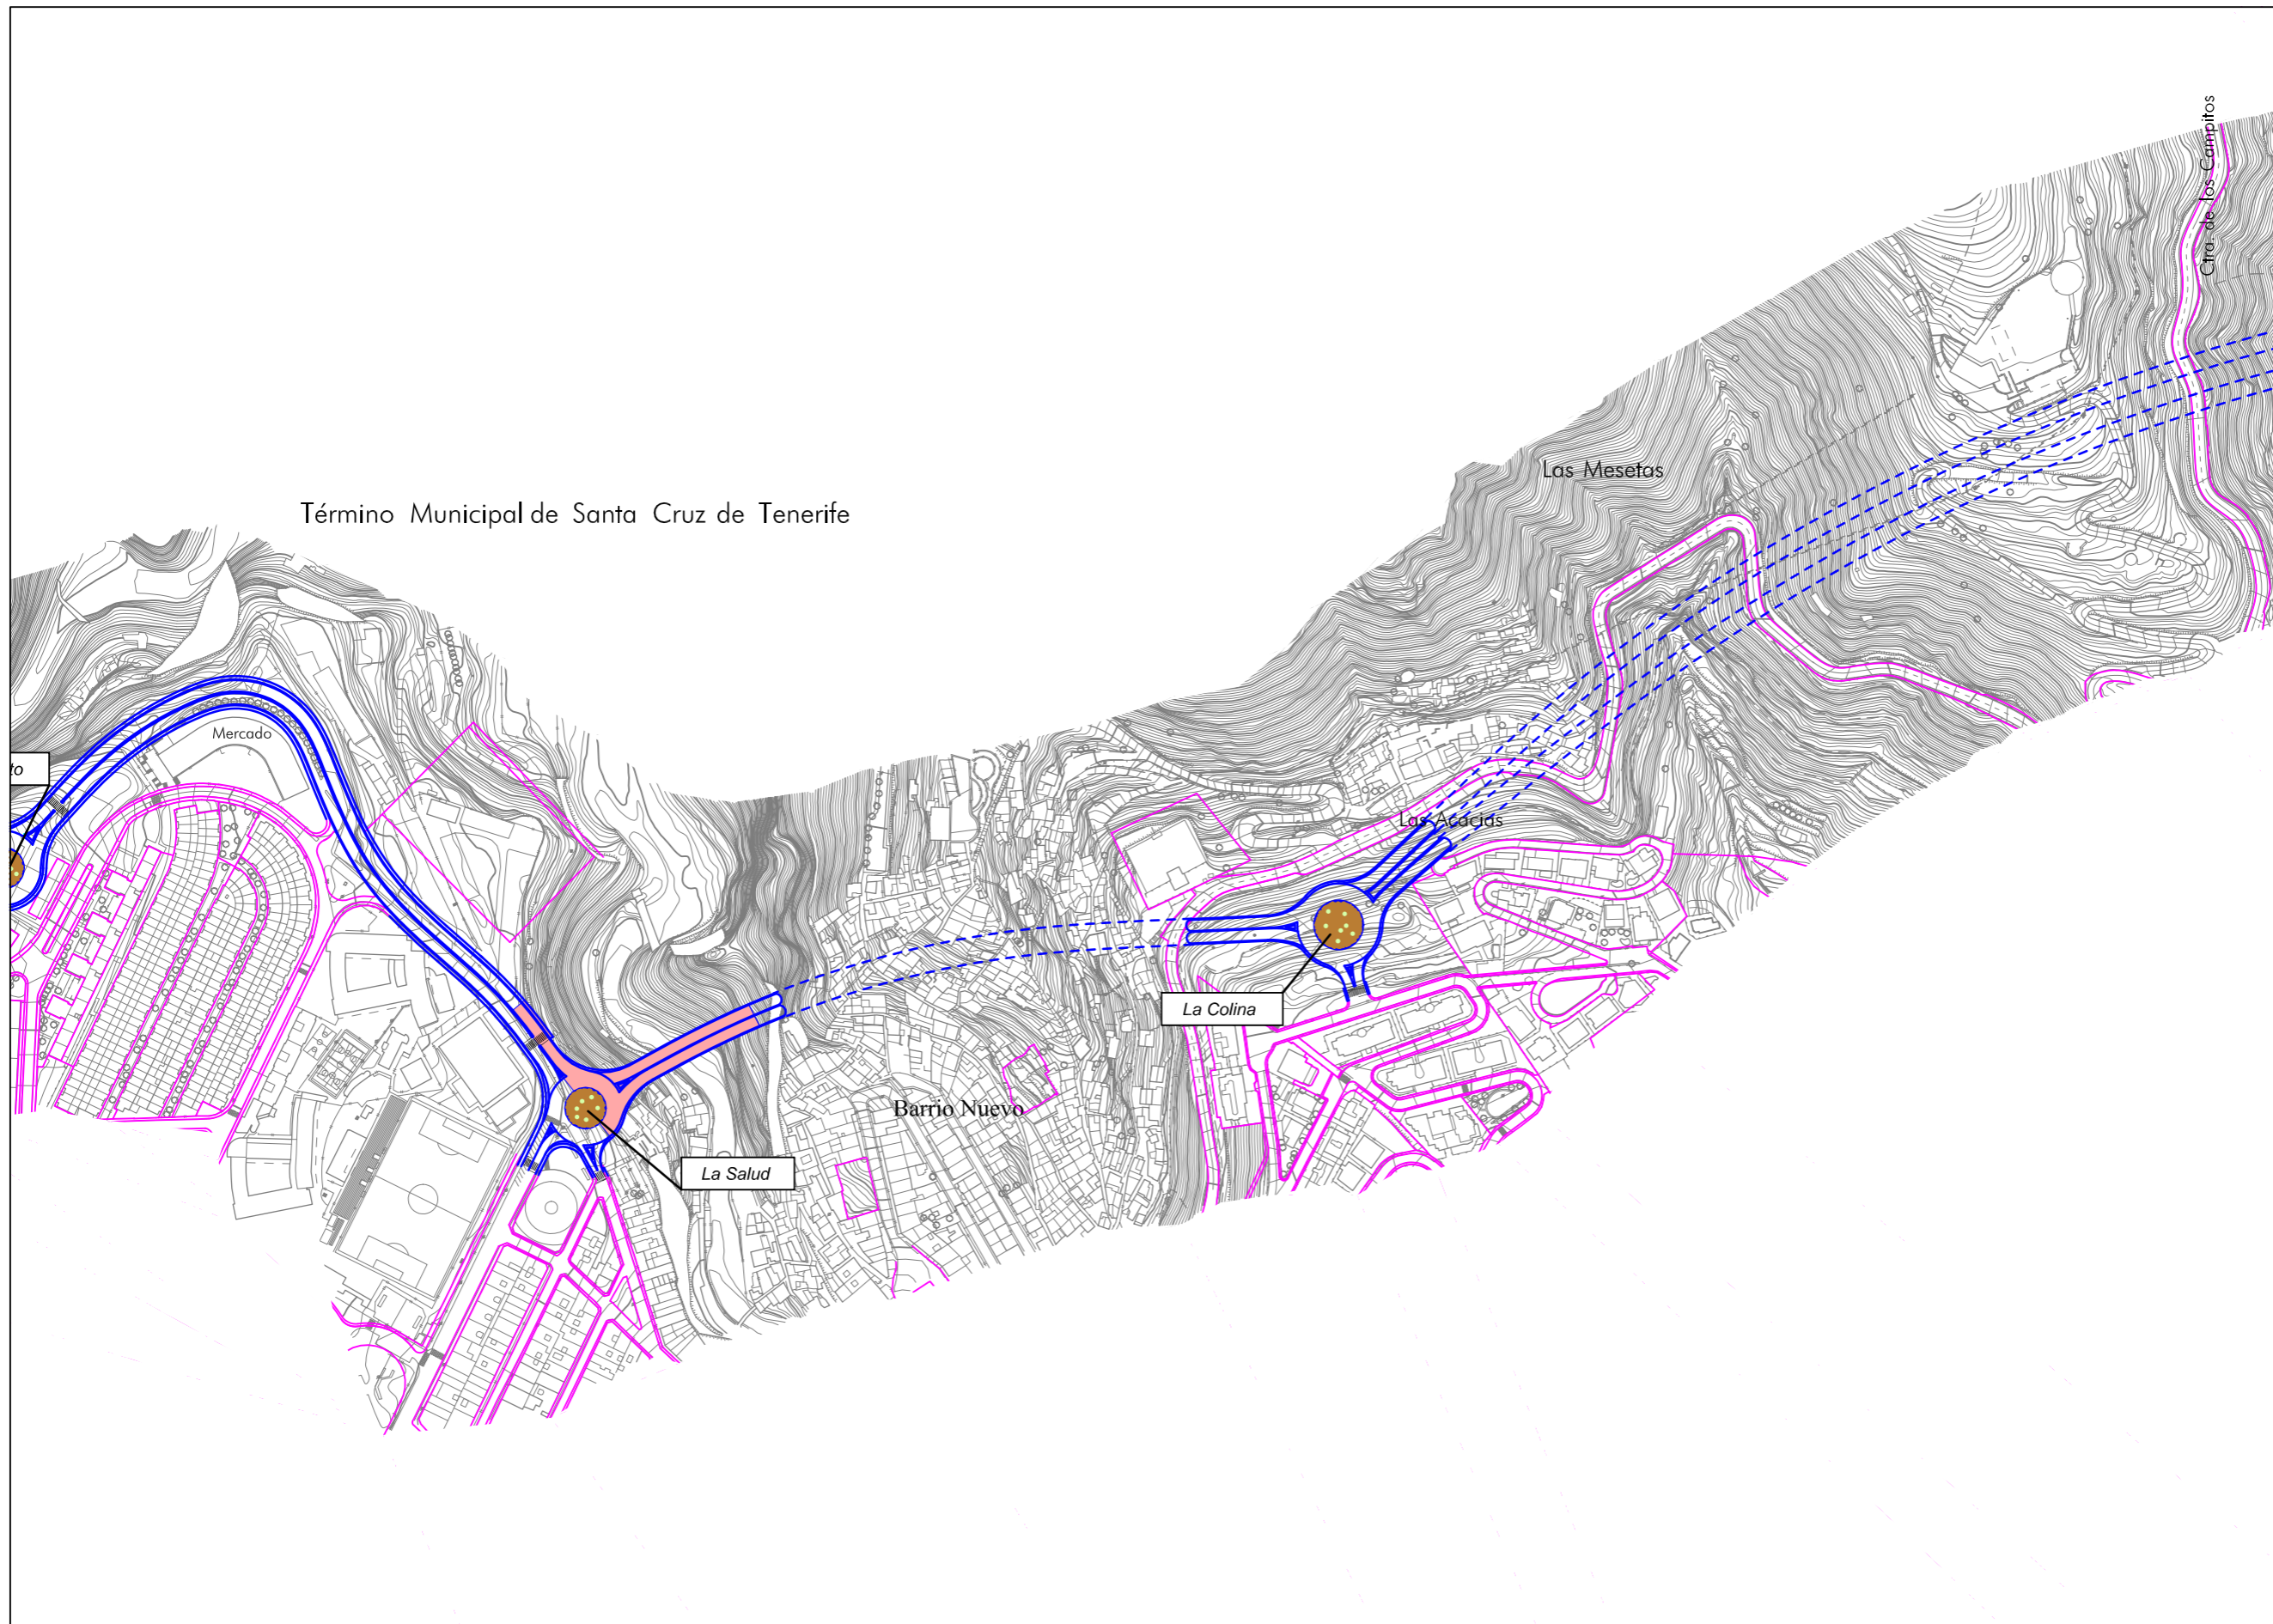 Ctra. de los Campitos
Las Mesetas
Término Municipal de Santa Cruz de Tenerife
Mercado
to
Las Acacias
La Colina
Barrio Nuevo
La Salud